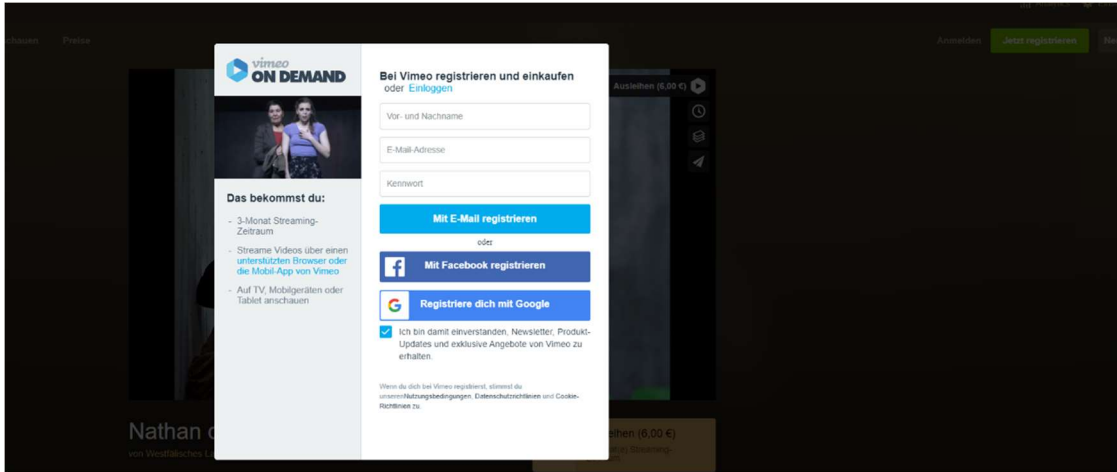 Preise
Anmelden
Jetzt registrieren
vimeo
ON DEMAND
Das bekommst du:
- 3-Monat Streaming-
Zeitraum
- Streame Videos über einen
unterstützten Browser oder
die Mobil-App von Vimeo
- Auf TV, Mobilgeräten oder
Tablet anschauen
Bei Vimeo registrieren und einkaufen
oder Einloggen
Vor- und Nachname
E-Mail-Adresse
Kennwort
Mit E-Mail registrieren
oder
Mit Facebook registrieren
Registriere dich mit Google
Ich bin damit einverstanden, Newsletter, Produkt-
Updates und exklusive Angebote von Vimeo zu
erhalten.
Wenn du dich bei Vimeo registrierst, stimmst du
unserenNutzungsbedingungen, Datenschutzrichtlinien und Cookie-
Richtlinien zu.
Ausleihen (6,00 €)
Nathan
von Westfälisches
(6,00 €)
Streaming-